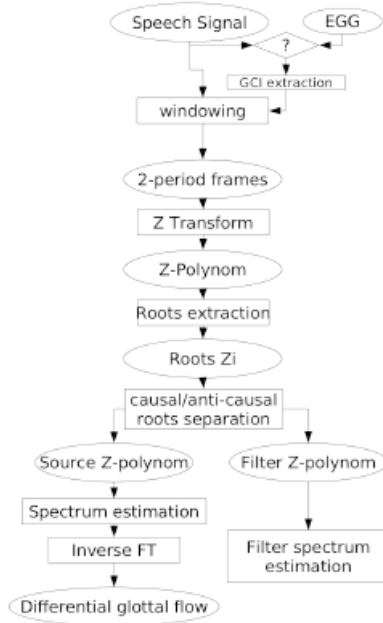 Speech Signal
EGG
?
GCI extraction
windowing
2-period frames
Z Transform
Z-Polynom
Roots extraction
Roots Zi
causal/anti-causal
roots separation
Source Z-polynom
Filter Z-polynom
Spectrum estimation
Inverse FT
Filter spectrum
estimation
Differential glottal flow